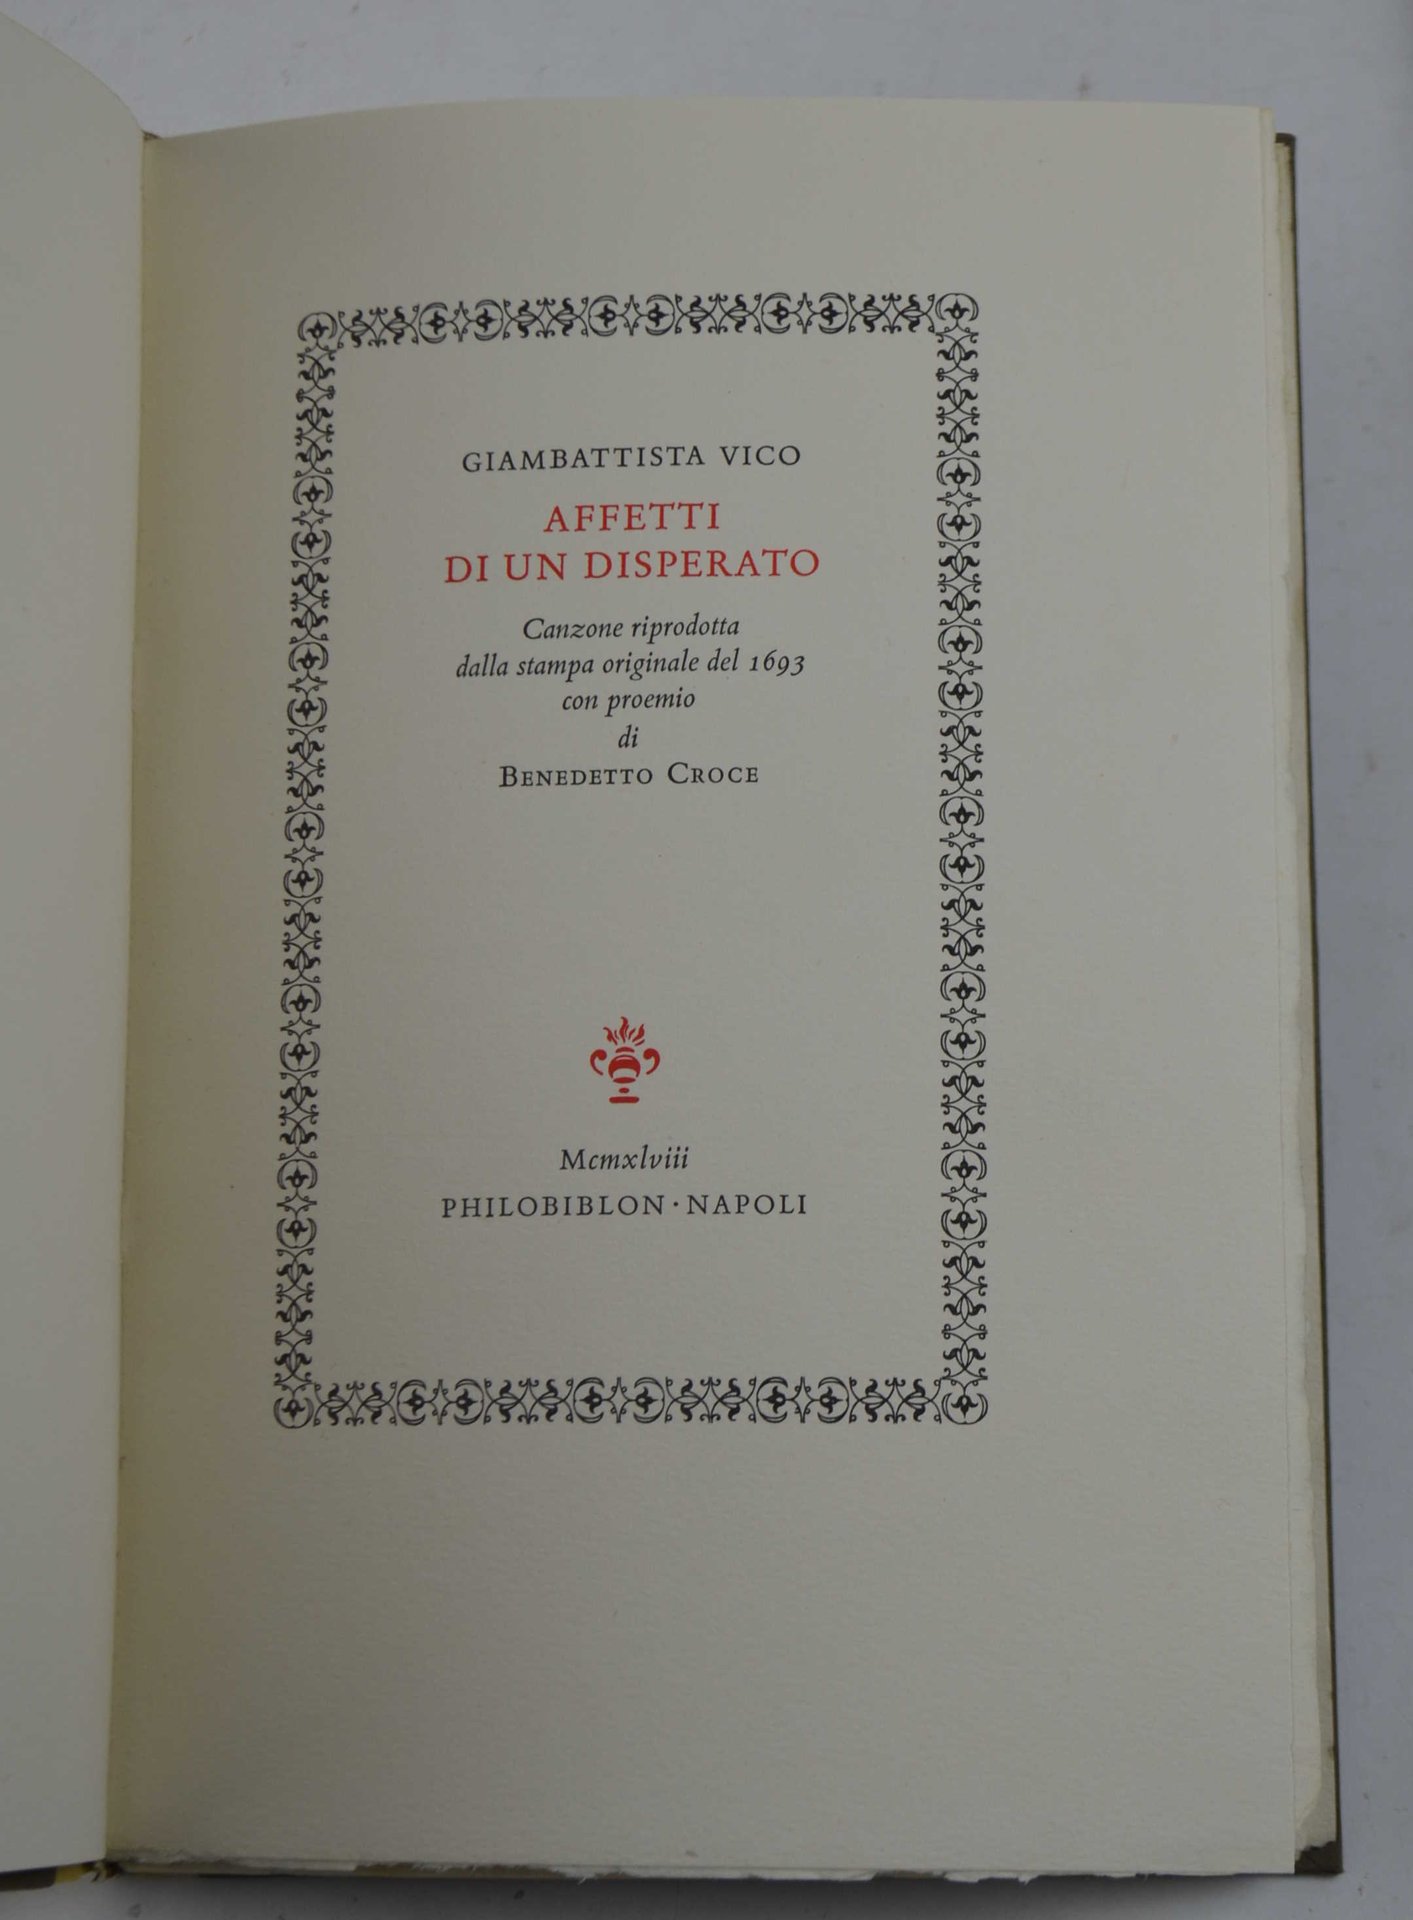 GIAMBATTISTA VICO
AFFETTI
DI UN DISPERATO
Canzone riprodotta
dalla stampa originale del 1693
con proemio
di
BENEDETTO CROCE
Mcmxlviii
PHILOBIBLON · NAPOLI